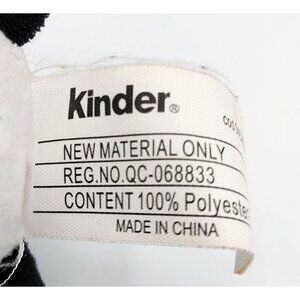 Kinder®
NEW MATERIAL ONLY
REG.NO.QC-068833
CONTENT 100% Polyester
MADE IN CHINA